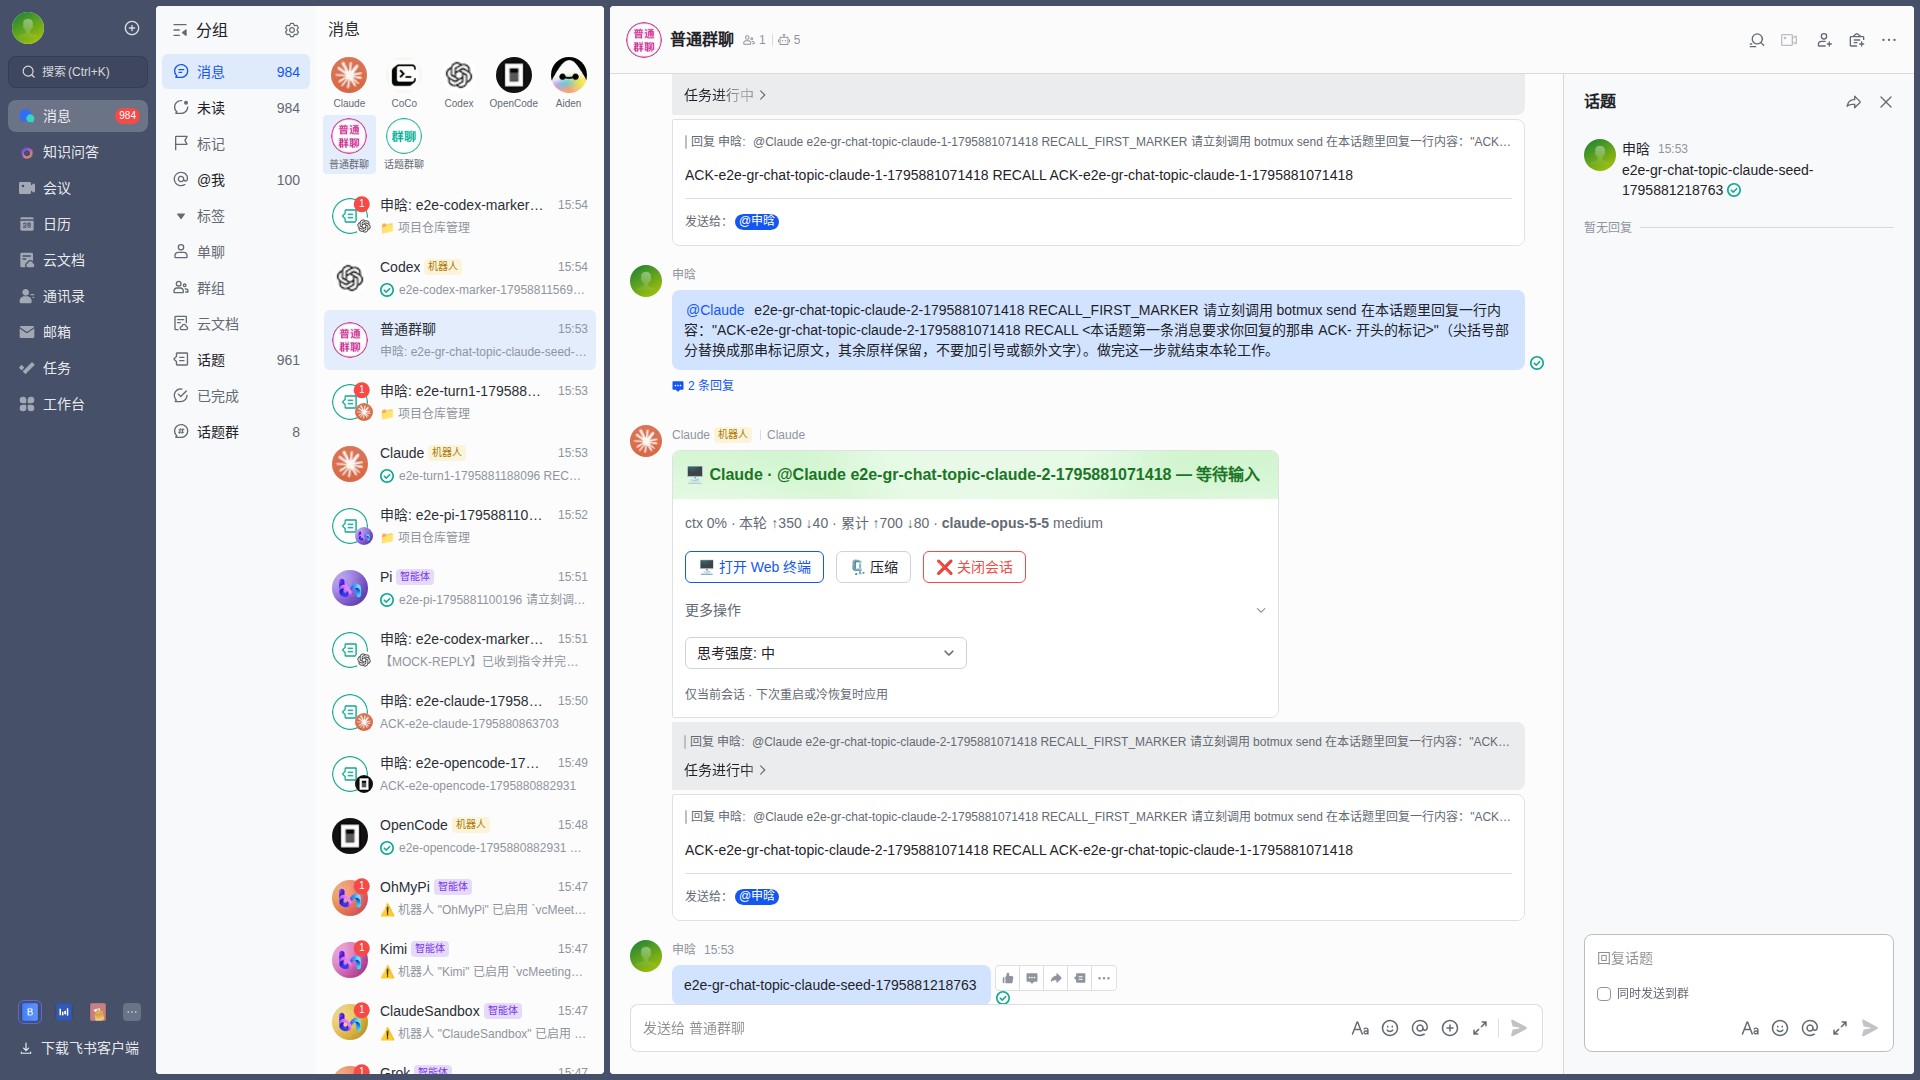 搜索 (Ctrl+K)
消息 984
知识问答
会议
日历
云文档
通讯录
邮箱
任务
工作台
下载飞书客户端
分组
消息 984
未读 984
标记
@我 100
标签
单聊
群组
云文档
话题 961
已完成
话题群 8
消息
Claude CoCo Codex OpenCode Aiden
普通群聊 群聊
普通群聊 话题群聊
1 申晗: e2e-codex-marker… 15:54
项目仓库管理
Codex 机器人 15:54
e2e-codex-marker-17958811569…
普通群聊 普通群聊 15:53
申晗: e2e-gr-chat-topic-claude-seed-…
1 申晗: e2e-turn1-179588… 15:53
项目仓库管理
Claude 机器人 15:53
e2e-turn1-1795881188096 REC…
申晗: e2e-pi-179588110… 15:52
项目仓库管理
Pi 智能体 15:51
e2e-pi-1795881100196 请立刻调…
申晗: e2e-codex-marker… 15:51
【MOCK-REPLY】已收到指令并完…
申晗: e2e-claude-17958… 15:50
ACK-e2e-claude-1795880863703
申晗: e2e-opencode-17… 15:49
ACK-e2e-opencode-1795880882931
OpenCode 机器人 15:48
e2e-opencode-1795880882931 …
1 OhMyPi 智能体 15:47
机器人 "OhMyPi" 已启用 `vcMeet…
1 Kimi 智能体 15:47
机器人 "Kimi" 已启用 `vcMeeting…
1 ClaudeSandbox 智能体 15:47
机器人 "ClaudeSandbox" 已启用 …
1 Grok 智能体 15:47
普通群聊 普通群聊 1 5
任务进行中
回复 申晗: @Claude e2e-gr-chat-topic-claude-1-1795881071418 RECALL_FIRST_MARKER 请立刻调用 botmux send 在本话题里回复一行内容："ACK…
ACK-e2e-gr-chat-topic-claude-1-1795881071418 RECALL ACK-e2e-gr-chat-topic-claude-1-1795881071418
发送给： @申晗
申晗
@Claude e2e-gr-chat-topic-claude-2-1795881071418 RECALL_FIRST_MARKER 请立刻调用 botmux send 在本话题里回复一行内
容："ACK-e2e-gr-chat-topic-claude-2-1795881071418 RECALL <本话题第一条消息要求你回复的那串 ACK- 开头的标记>"（尖括号部
分替换成那串标记原文，其余原样保留，不要加引号或额外文字）。做完这一步就结束本轮工作。
2 条回复
Claude 机器人 Claude
Claude · @Claude e2e-gr-chat-topic-claude-2-1795881071418 — 等待输入
ctx 0% · 本轮 ↑350 ↓40 · 累计 ↑700 ↓80 · claude-opus-5-5 medium
打开 Web 终端 压缩 关闭会话
更多操作
思考强度: 中
仅当前会话 · 下次重启或冷恢复时应用
回复 申晗: @Claude e2e-gr-chat-topic-claude-2-1795881071418 RECALL_FIRST_MARKER 请立刻调用 botmux send 在本话题里回复一行内容："ACK…
任务进行中
回复 申晗: @Claude e2e-gr-chat-topic-claude-2-1795881071418 RECALL_FIRST_MARKER 请立刻调用 botmux send 在本话题里回复一行内容："ACK…
ACK-e2e-gr-chat-topic-claude-2-1795881071418 RECALL ACK-e2e-gr-chat-topic-claude-1-1795881071418
发送给： @申晗
申晗 15:53
e2e-gr-chat-topic-claude-seed-1795881218763
发送给 普通群聊
话题
申晗 15:53
e2e-gr-chat-topic-claude-seed-
1795881218763
暂无回复
回复话题
同时发送到群